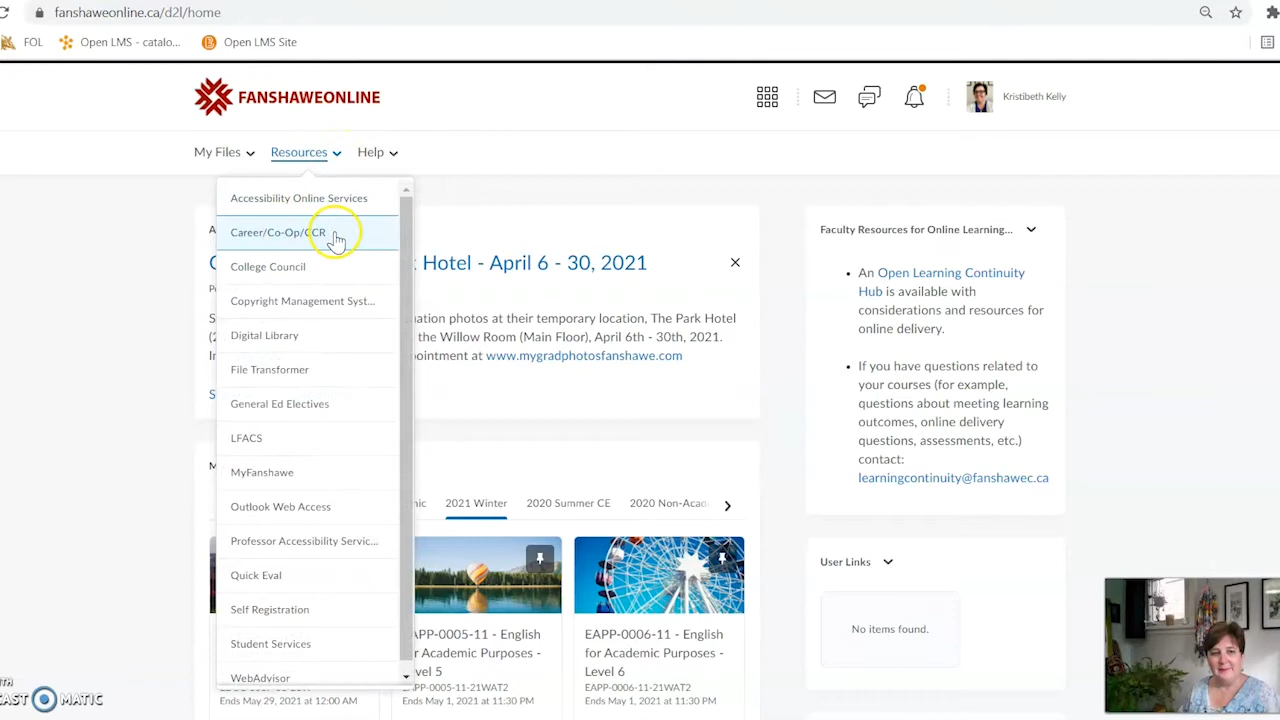 fanshaweonline.ca/d2l/home
FOL
Open LMS - catalo...
Open LMS Site
FANSHAWEONLINE
Kristibeth Kelly
My Files
Resources
Help
Accessibility Online Services
Career/Co-Op/CCR
College Council
Copyright Management Syst...
Digital Library
File Transformer
General Ed Electives
LFACS
MyFanshawe
Outlook Web Access
Professor Accessibility Servic...
Quick Eval
Self Registration
Student Services
WebAdvisor
Hotel - April 6 - 30, 2021
photos at their temporary location, The Park Hotel
the Willow Room (Main Floor), April 6th - 30th, 2021.
www.mygradphotosfanshawe.com
2021 Winter
2020 Summer CE
EAPP-0005-11 - English
for Academic Purposes -
Level 5
EAPP-0005-11-21WAT2
Ends May 29, 2021 at 12:00 AM
Ends May 1, 2021 at 11:30 PM
EAPP-0006-11 - English
for Academic Purposes -
Level 6
EAPP-0006-11-21WAT2
Ends May 1, 2021 at 11:30 PM
Faculty Resources for Online Learning...
An Open Learning Continuity
Hub is available with
considerations and resources for
online delivery.
If you have questions related to
your courses (for example,
questions about meeting learning
outcomes, online delivery
questions, assessments, etc.)
contact:
learningcontinuity@fanshawec.ca
User Links
No items found.